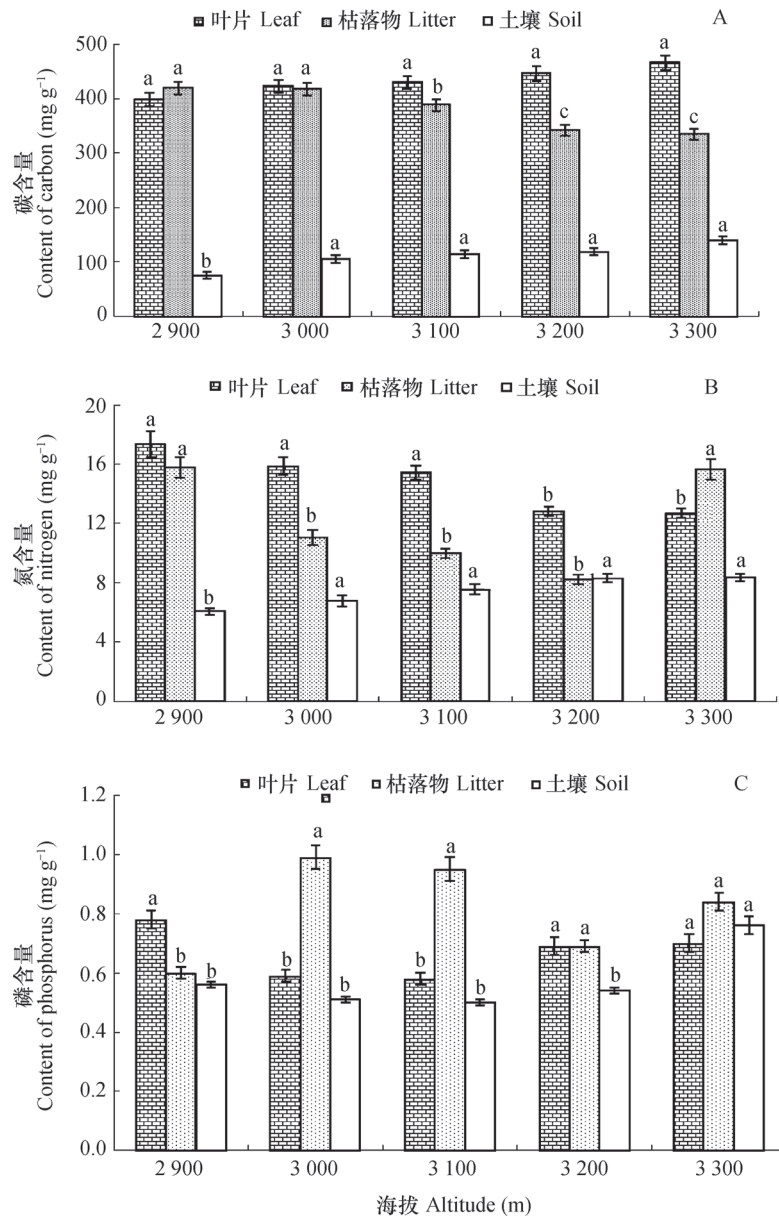 叶片 Leaf 枯落物 Litter 土壤 Soil A
碳含量
Content of carbon (mg g⁻¹)
500
400
300
200
100
0
a a b
a a a
a b a
a c a
a c a
2 900 3 000 3 100 3 200 3 300
叶片 Leaf 枯落物 Litter 土壤 Soil B
氮含量
Content of nitrogen (mg g⁻¹)
20
16
12
8
4
0
a a b
a b a
a b a
b b a
b a a
2 900 3 000 3 100 3 200 3 300
叶片 Leaf 枯落物 Litter 土壤 Soil C
磷含量
Content of phosphorus (mg g⁻¹)
1.2
1.0
0.8
0.6
0.4
0.2
0.0
a b b
b a b
b a b
a a b
a a a
2 900 3 000 3 100 3 200 3 300
海拔 Altitude (m)